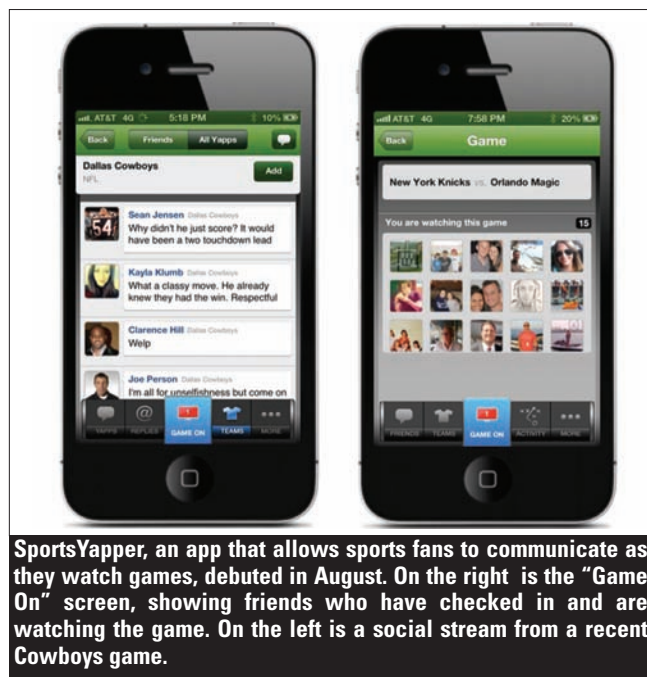 AT&T 4G 5:18 PM 10%
Back Friends All Yapps
Dallas Cowboys
NFL
Add
54
Sean Jensen Dallas Cowboys
Why didn't he just score? It would
have been a two touchdown lead
Kayla Klumb Dallas Cowboys
What a classy move. He already
knew they had the win. Respectful
Clarence Hill Dallas Cowboys
Welp
Joe Person Dallas Cowboys
I'm all for unselfishness but come on
YAPPS REPLIES GAME ON TEAMS MORE
AT&T 4G 7:58 PM 20%
Back Game
New York Knicks vs. Orlando Magic
You are watching this game 15
FRIENDS TEAMS GAME ON ACTIVITY MORE
SportsYapper, an app that allows sports fans to communicate as
they watch games, debuted in August. On the right is the “Game
On” screen, showing friends who have checked in and are
watching the game. On the left is a social stream from a recent
Cowboys game.